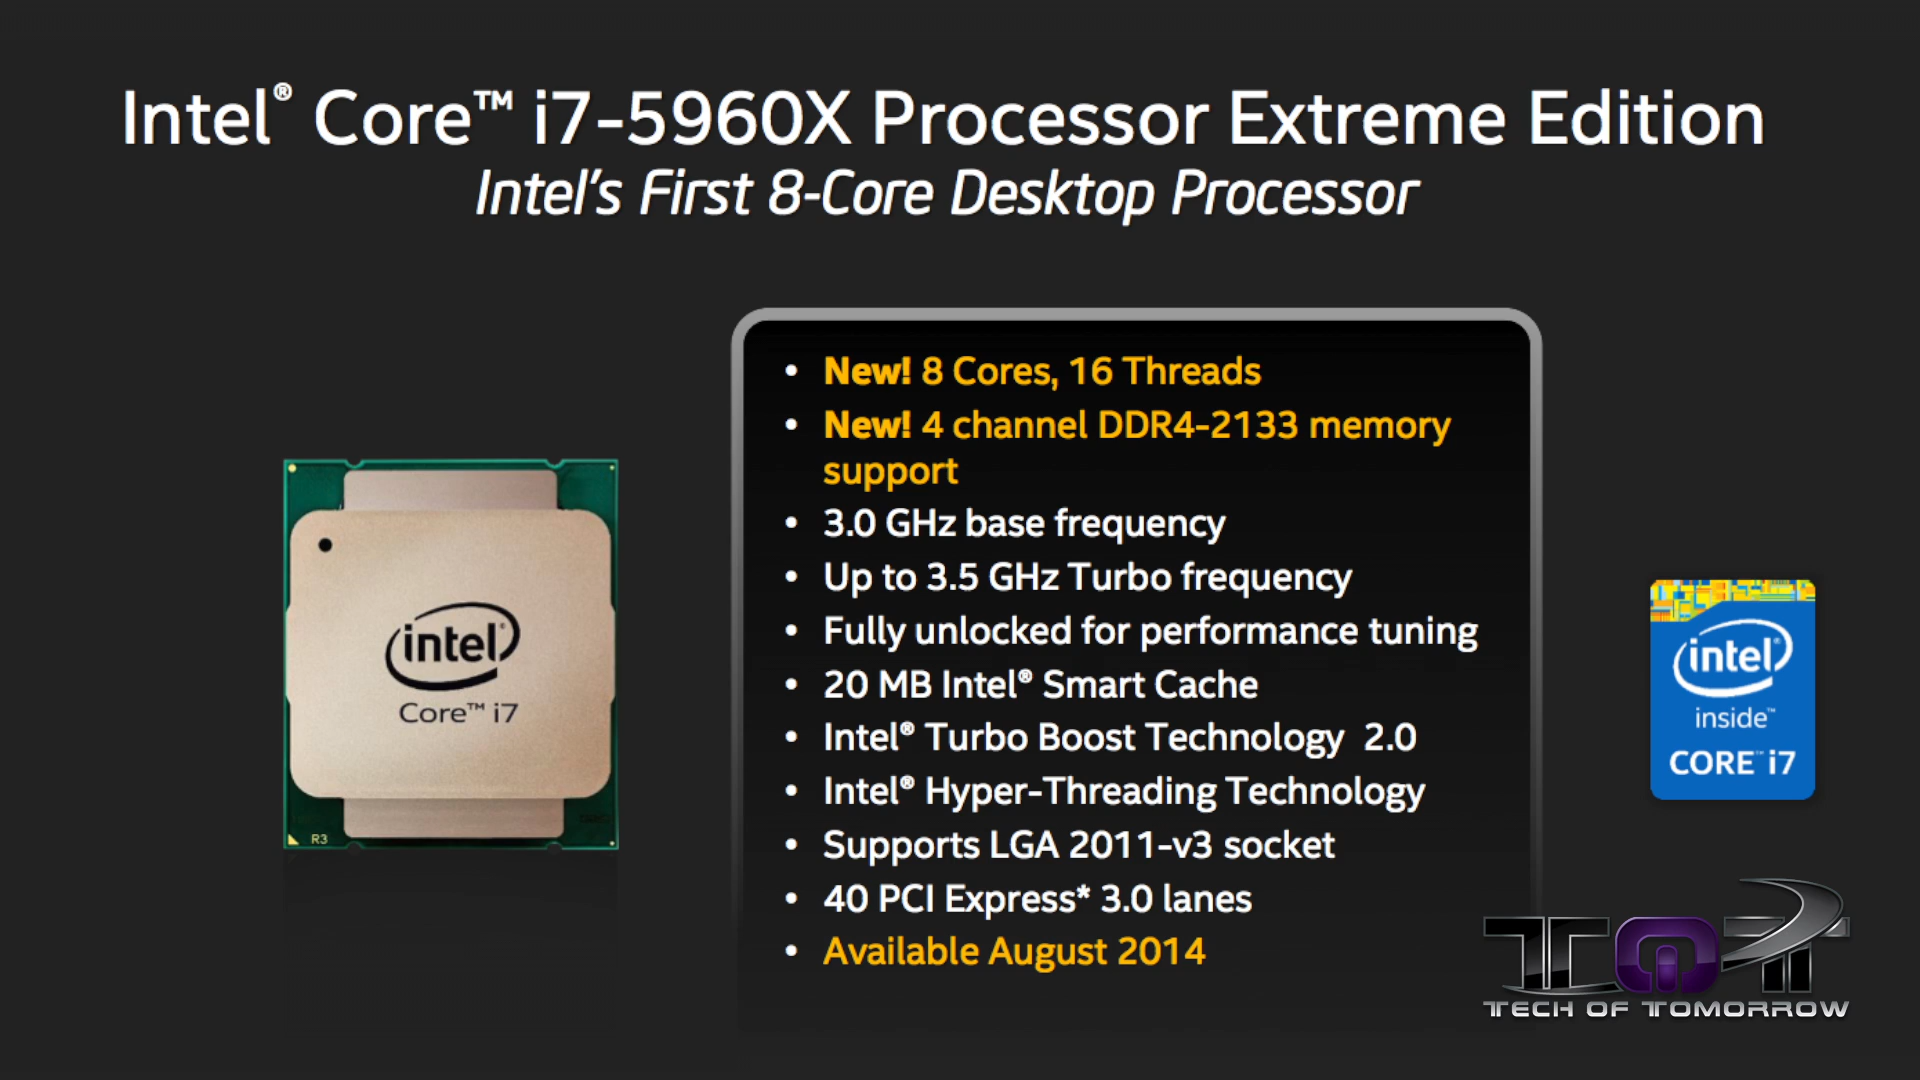 Intel® Core™ i7-5960X Processor Extreme Edition
Intel's First 8-Core Desktop Processor
• New! 8 Cores, 16 Threads
• New! 4 channel DDR4-2133 memory
support
• 3.0 GHz base frequency
• Up to 3.5 GHz Turbo frequency
• Fully unlocked for performance tuning
• 20 MB Intel® Smart Cache
• Intel® Turbo Boost Technology 2.0
• Intel® Hyper-Threading Technology
• Supports LGA 2011-v3 socket
• 40 PCI Express* 3.0 lanes
• Available August 2014
intel®
Core™ i7
R3
intel®
inside™
CORE™ i7
TOT
TECH OF TOMORROW